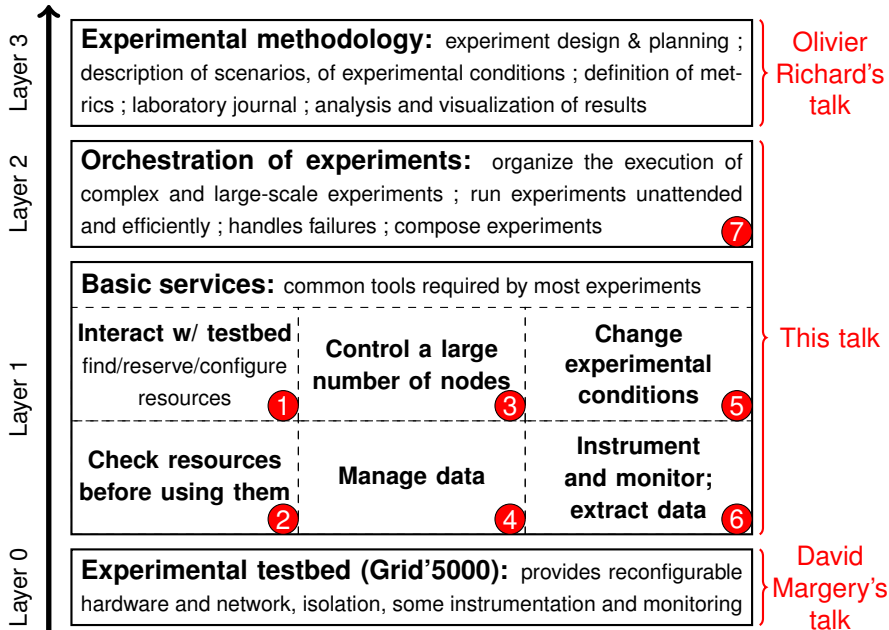 Layer 3
Experimental methodology: experiment design & planning ;
description of scenarios, of experimental conditions ; definition of met-
rics ; laboratory journal ; analysis and visualization of results
Olivier
Richard's
talk
Layer 2
Orchestration of experiments: organize the execution of
complex and large-scale experiments ; run experiments unattended
and efficiently ; handles failures ; compose experiments
7
Layer 1
Basic services: common tools required by most experiments
Interact w/ testbed
find/reserve/configure
resources
1
Control a large
number of nodes
3
Change
experimental
conditions
5
Check resources
before using them
2
Manage data
4
Instrument
and monitor;
extract data
6
This talk
Layer 0
Experimental testbed (Grid'5000): provides reconfigurable
hardware and network, isolation, some instrumentation and monitoring
David
Margery's
talk